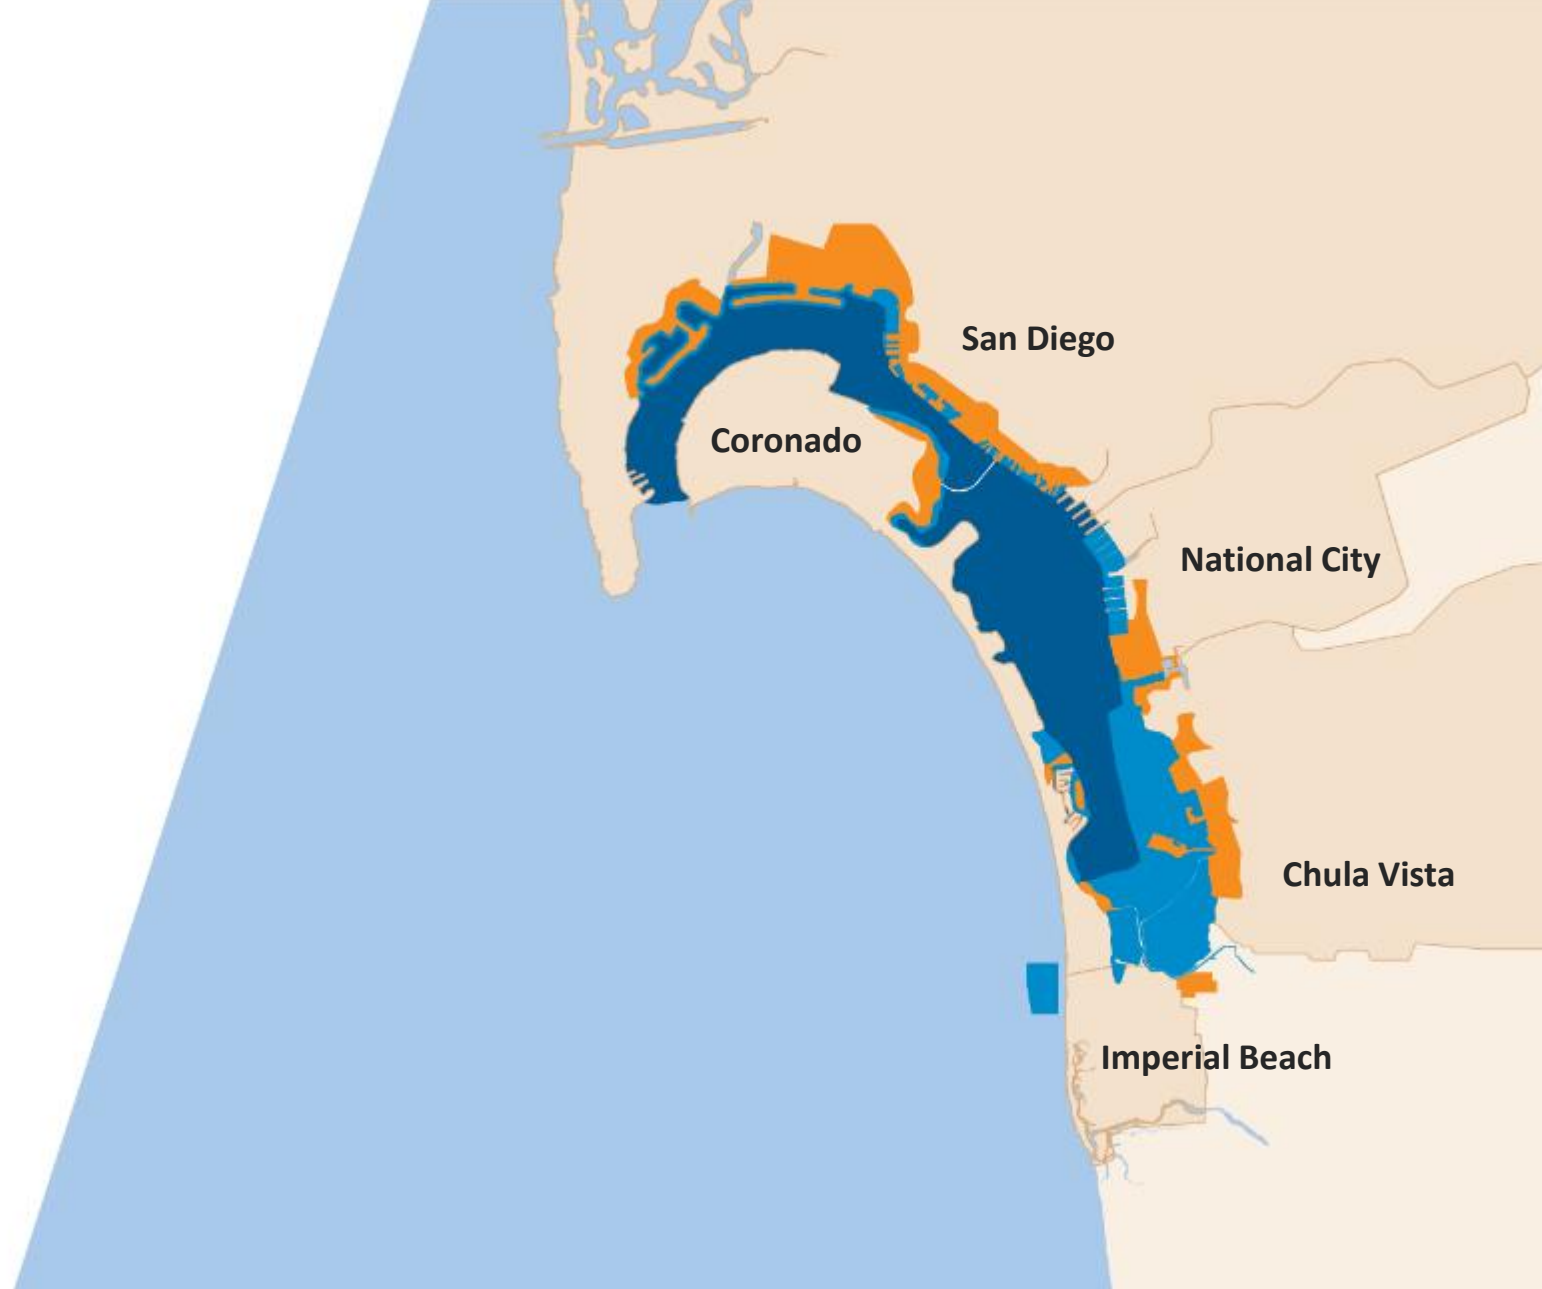 San Diego
Coronado
National City
Chula Vista
Imperial Beach